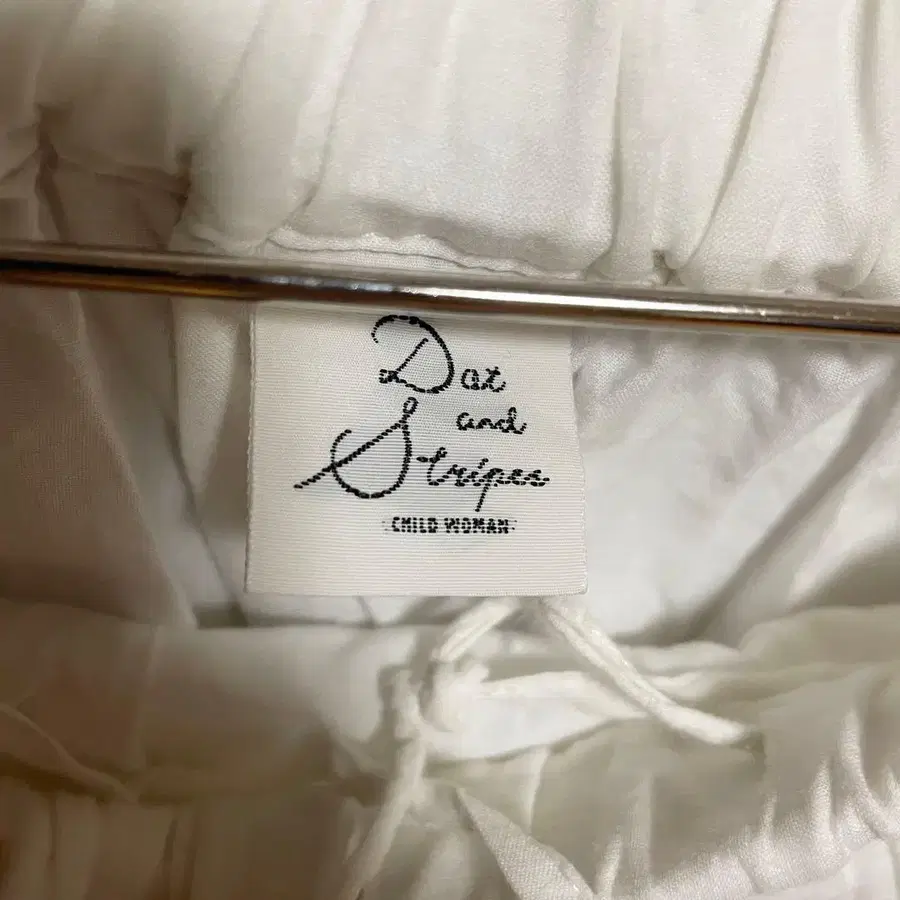 Dot
and
Stripes
CHILD WOMAN